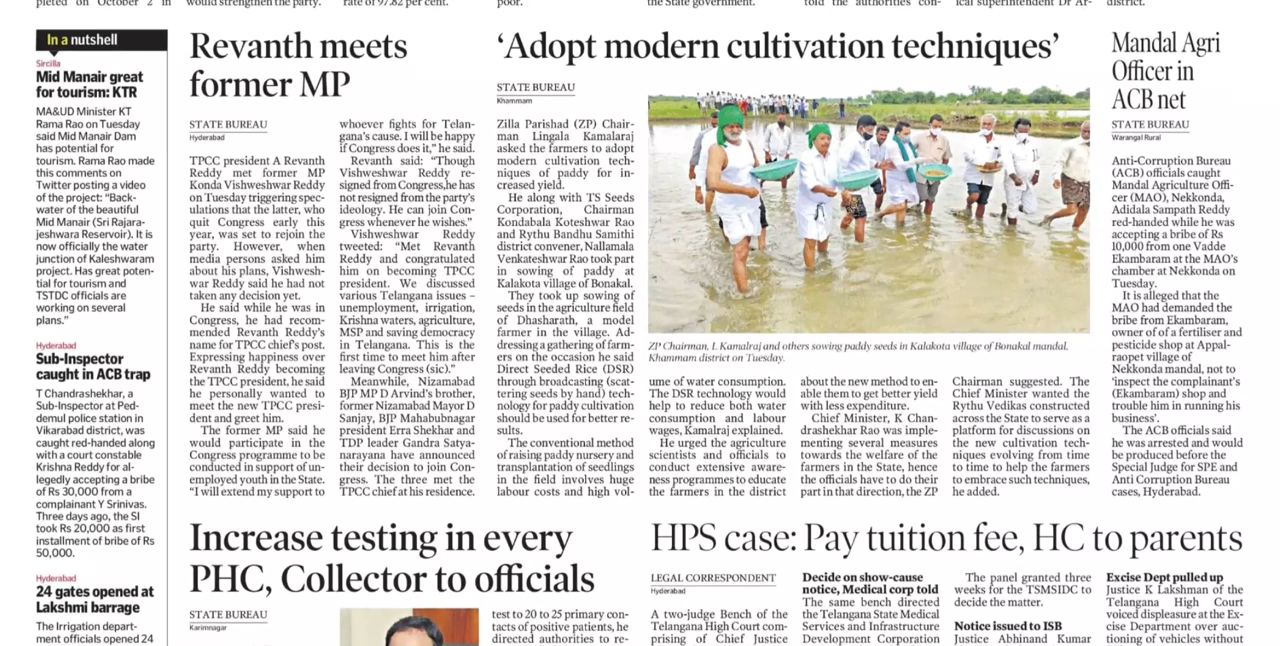 pleted on October 2 in
would strengthen the party.
rate of 97.82 per cent.
poor.
the State government.
told the authorities con-
ical superintendent Dr Ar-
district.
In a nutshell
Sircilla
Mid Manair great
for tourism: KTR
MA&UD Minister KT
Rama Rao on Tuesday
said Mid Manair Dam
has potential for
tourism. Rama Rao made
this comments on
Twitter posting a video
of the project: “Back-
water of the beautiful
Mid Manair (Sri Rajara-
jeshwara Reservoir). It is
now officially the water
junction of Kaleshwaram
project. Has great poten-
tial for tourism and
TSTDC officials are
working on several
plans.”
Hyderabad
Sub-Inspector
caught in ACB trap
T Chandrashekhar, a
Sub-Inspector at Ped-
demul police station in
Vikarabad district, was
caught red-handed along
with a court constable
Krishna Reddy for al-
legedly accepting a bribe
of Rs 30,000 from a
complainant Y Srinivas.
Three days ago, the SI
took Rs 20,000 as first
installment of bribe of Rs
50,000.
Hyderabad
24 gates opened at
Lakshmi barrage
The Irrigation depart-
ment officials opened 24
Revanth meets
former MP
STATE BUREAU
Hyderabad
TPCC president A Revanth
Reddy met former MP
Konda Vishweshwar Reddy
on Tuesday triggering spec-
ulations that the latter, who
quit Congress early this
year, was set to rejoin the
party. However, when
media persons asked him
about his plans, Vishwesh-
war Reddy said he had not
taken any decision yet.
He said while he was in
Congress, he had recom-
mended Revanth Reddy’s
name for TPCC chief’s post.
Expressing happiness over
Revanth Reddy becoming
the TPCC president, he said
he personally wanted to
meet the new TPCC presi-
dent and greet him.
The former MP said he
would participate in the
Congress programme to be
conducted in support of un-
employed youth in the State.
“I will extend my support to
whoever fights for Telan-
gana’s cause. I will be happy
if Congress does it,” he said.
Revanth said: “Though
Vishweshwar Reddy re-
signed from Congress,he has
not resigned from the party’s
ideology. He can join Con-
gress whenever he wishes.”
Vishweshwar Reddy
tweeted: “Met Revanth
Reddy and congratulated
him on becoming TPCC
president. We discussed
various Telangana issues –
unemployment, irrigation,
Krishna waters, agriculture,
MSP and saving democracy
in Telangana. This is the
first time to meet him after
leaving Congress (sic).”
Meanwhile, Nizamabad
BJP MP D Arvind’s brother,
former Nizamabad Mayor D
Sanjay, BJP Mahabubnagar
president Erra Shekhar and
TDP leader Gandra Satya-
narayana have announced
their decision to join Con-
gress. The three met the
TPCC chief at his residence.
‘Adopt modern cultivation techniques’
STATE BUREAU
Khammam
Zilla Parishad (ZP) Chair-
man Lingala Kamalaraj
asked the farmers to adopt
modern cultivation tech-
niques of paddy for in-
creased yield.
He along with TS Seeds
Corporation, Chairman
Kondabala Koteshwar Rao
and Rythu Bandhu Samithi
district convener, Nallamala
Venkateshwar Rao took part
in sowing of paddy at
Kalakota village of Bonakal.
They took up sowing of
seeds in the agriculture field
of Dhasharath, a model
farmer in the village. Ad-
dressing a gathering of farm-
ers on the occasion he said
Direct Seeded Rice (DSR)
through broadcasting (scat-
tering seeds by hand) tech-
nology for paddy cultivation
should be used for better re-
sults.
The conventional method
of raising paddy nursery and
transplantation of seedlings
in the field involves huge
labour costs and high vol-
ZP Chairman, L Kamalraj and others sowing paddy seeds in Kalakota village of Bonakal mandal,
Khammam district on Tuesday.
ume of water consumption.
The DSR technology would
help to reduce both water
consumption and labour
wages, Kamalraj explained.
He urged the agriculture
scientists and officials to
conduct extensive aware-
ness programmes to educate
the farmers in the district
about the new method to en-
able them to get better yield
with less expenditure.
Chief Minister, K Chan-
drashekhar Rao was imple-
menting several measures
towards the welfare of the
farmers in the State, hence
the officials have to do their
part in that direction, the ZP
Chairman suggested. The
Chief Minister wanted the
Rythu Vedikas constructed
across the State to serve as a
platform for discussions on
the new cultivation tech-
niques evolving from time
to time to help the farmers
to embrace such techniques,
he added.
Mandal Agri
Officer in
ACB net
STATE BUREAU
Warangal Rural
Anti-Corruption Bureau
(ACB) officials caught
Mandal Agriculture Offi-
cer (MAO), Nekkonda,
Adidala Sampath Reddy
red-handed while he was
accepting a bribe of Rs
10,000 from one Vadde
Ekambaram at the MAO’s
chamber at Nekkonda on
Tuesday.
It is alleged that the
MAO had demanded the
bribe from Ekambaram,
owner of of a fertiliser and
pesticide shop at Appal-
raopet village of
Nekkonda mandal, not to
‘inspect the complainant’s
(Ekambaram) shop and
trouble him in running his
business’.
The ACB officials said
he was arrested and would
be produced before the
Special Judge for SPE and
Anti Corruption Bureau
cases, Hyderabad.
Increase testing in every
PHC, Collector to officials
STATE BUREAU
Karimnagar
test to 20 to 25 primary con-
tacts of positive patients, he
directed authorities to re-
HPS case: Pay tuition fee, HC to parents
LEGAL CORRESPONDENT
Hyderabad
A two-judge Bench of the
Telangana High Court com-
prising of Chief Justice
Decide on show-cause
notice, Medical corp told
The same bench directed
the Telangana State Medical
Services and Infrastructure
Development Corporation
The panel granted three
weeks for the TSMSIDC to
decide the matter.
Notice issued to ISB
Justice Abhinand Kumar
Excise Dept pulled up
Justice K Lakshman of the
Telangana High Court
voiced displeasure at the Ex-
cise Department over auc-
tioning of vehicles without